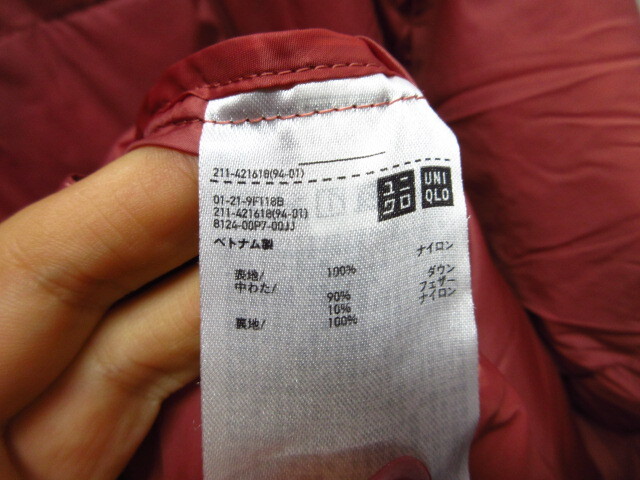 211-421618(94-01)
01-21-9F118B
211-421618(94-01)
8124-00P7-00JJ
ユニ
クロ
UNI
QLO
ベトナム製
表地/ 100% ナイロン
中わた/ ダウン
90% フェザー
10% ナイロン
裏地/ 100%